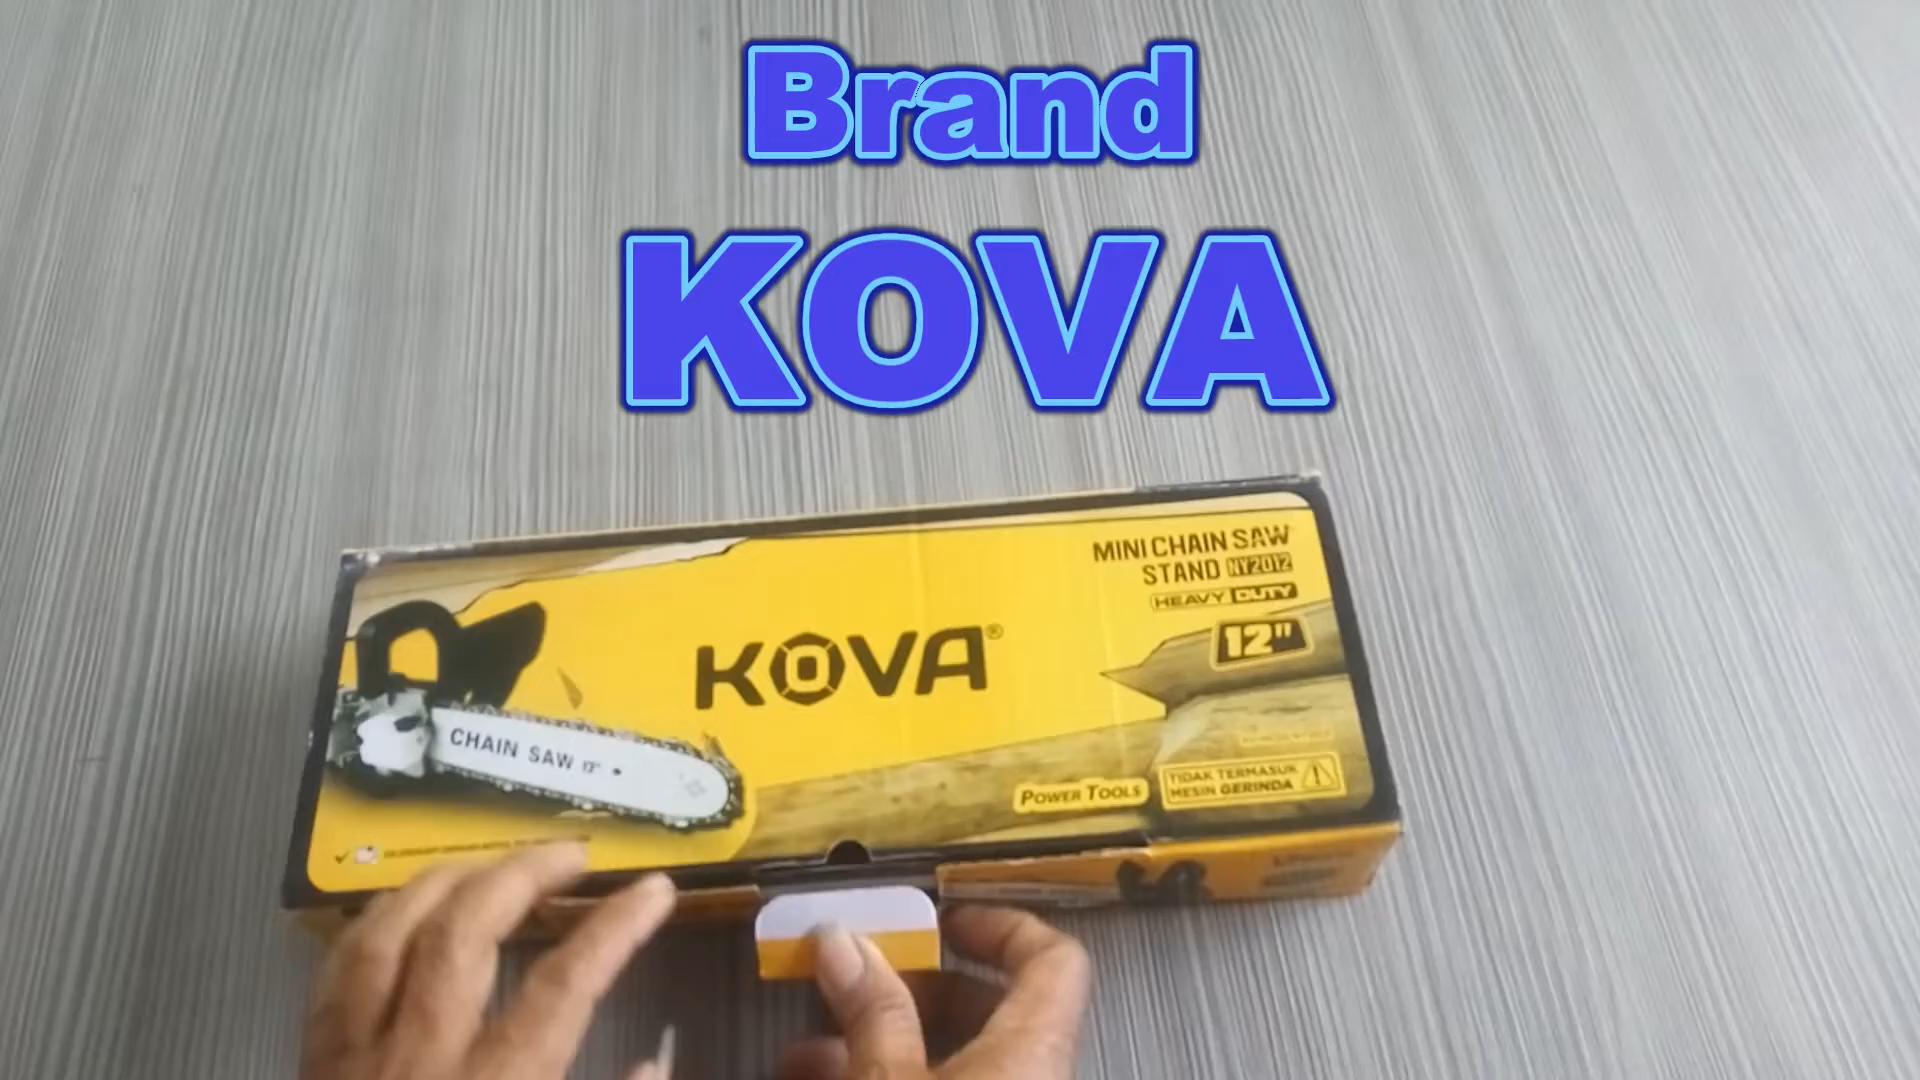 Brand
KOVA
MINI CHAIN SAW
STAND NY2012
HEAVY DUTY
12"
KOVA®
CHAIN SAW 12"
POWER TOOLS
TIDAK TERMASUK
MESIN GERINDA